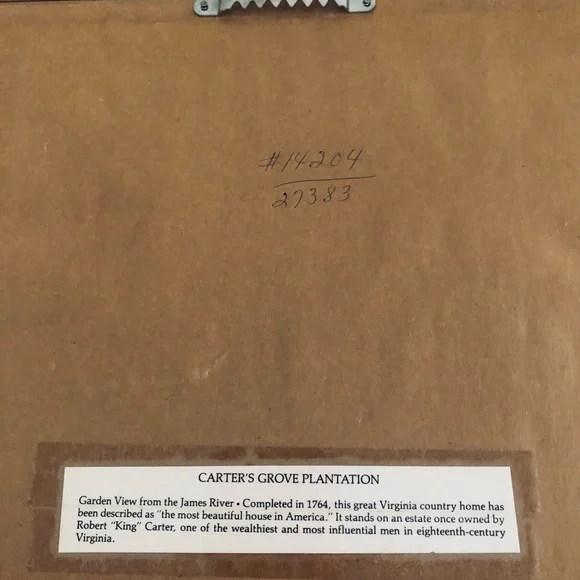 #14204
27383
CARTER'S GROVE PLANTATION
Garden View from the James River • Completed in 1764, this great Virginia country home has
been described as "the most beautiful house in America." It stands on an estate once owned by
Robert "King" Carter, one of the wealthiest and most influential men in eighteenth-century
Virginia.